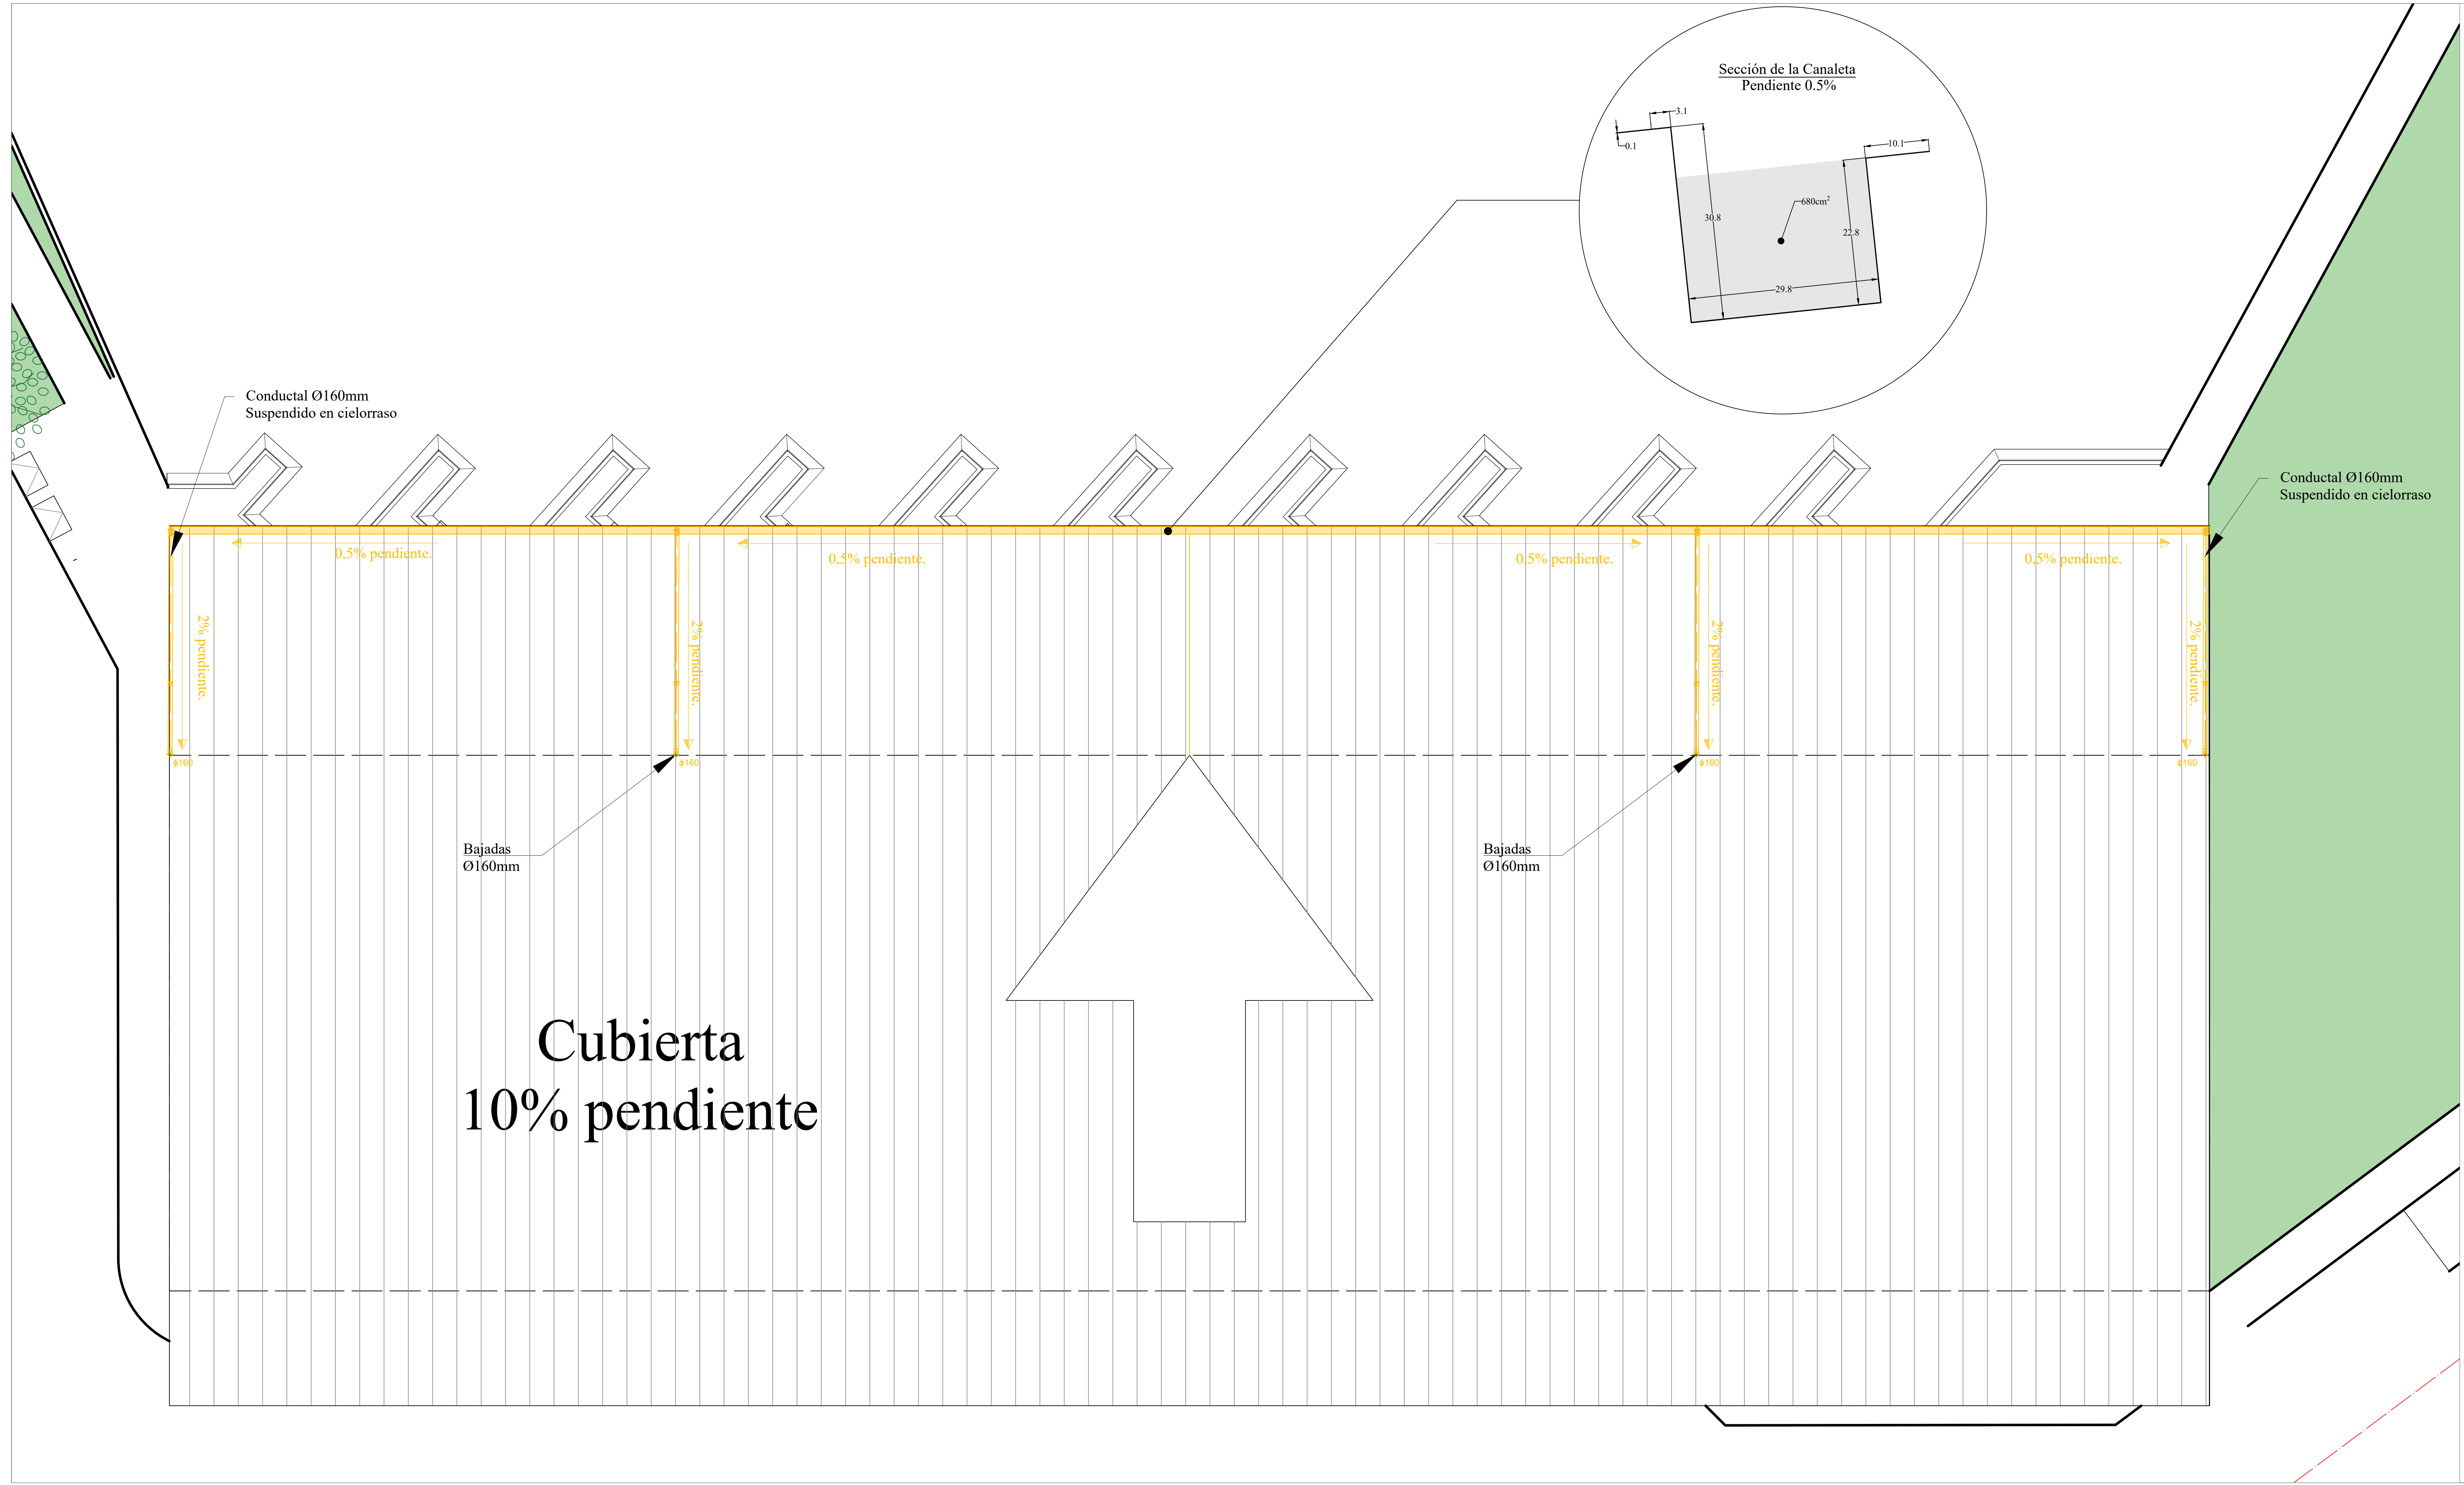 Sección de la Canaleta
Pendiente 0.5%
3.1
0.1
10.1
680cm²
30.8
22.8
29.8
Conductal Ø160mm
Suspendido en cielorraso
Conductal Ø160mm
Suspendido en cielorraso
0,5% pendiente.
0,5% pendiente.
0,5% pendiente.
0,5% pendiente.
2% pendiente.
2% pendiente.
2% pendiente.
2% pendiente.
ϕ160
ϕ160
ϕ160
ϕ160
Bajadas
Ø160mm
Bajadas
Ø160mm
Cubierta
10% pendiente